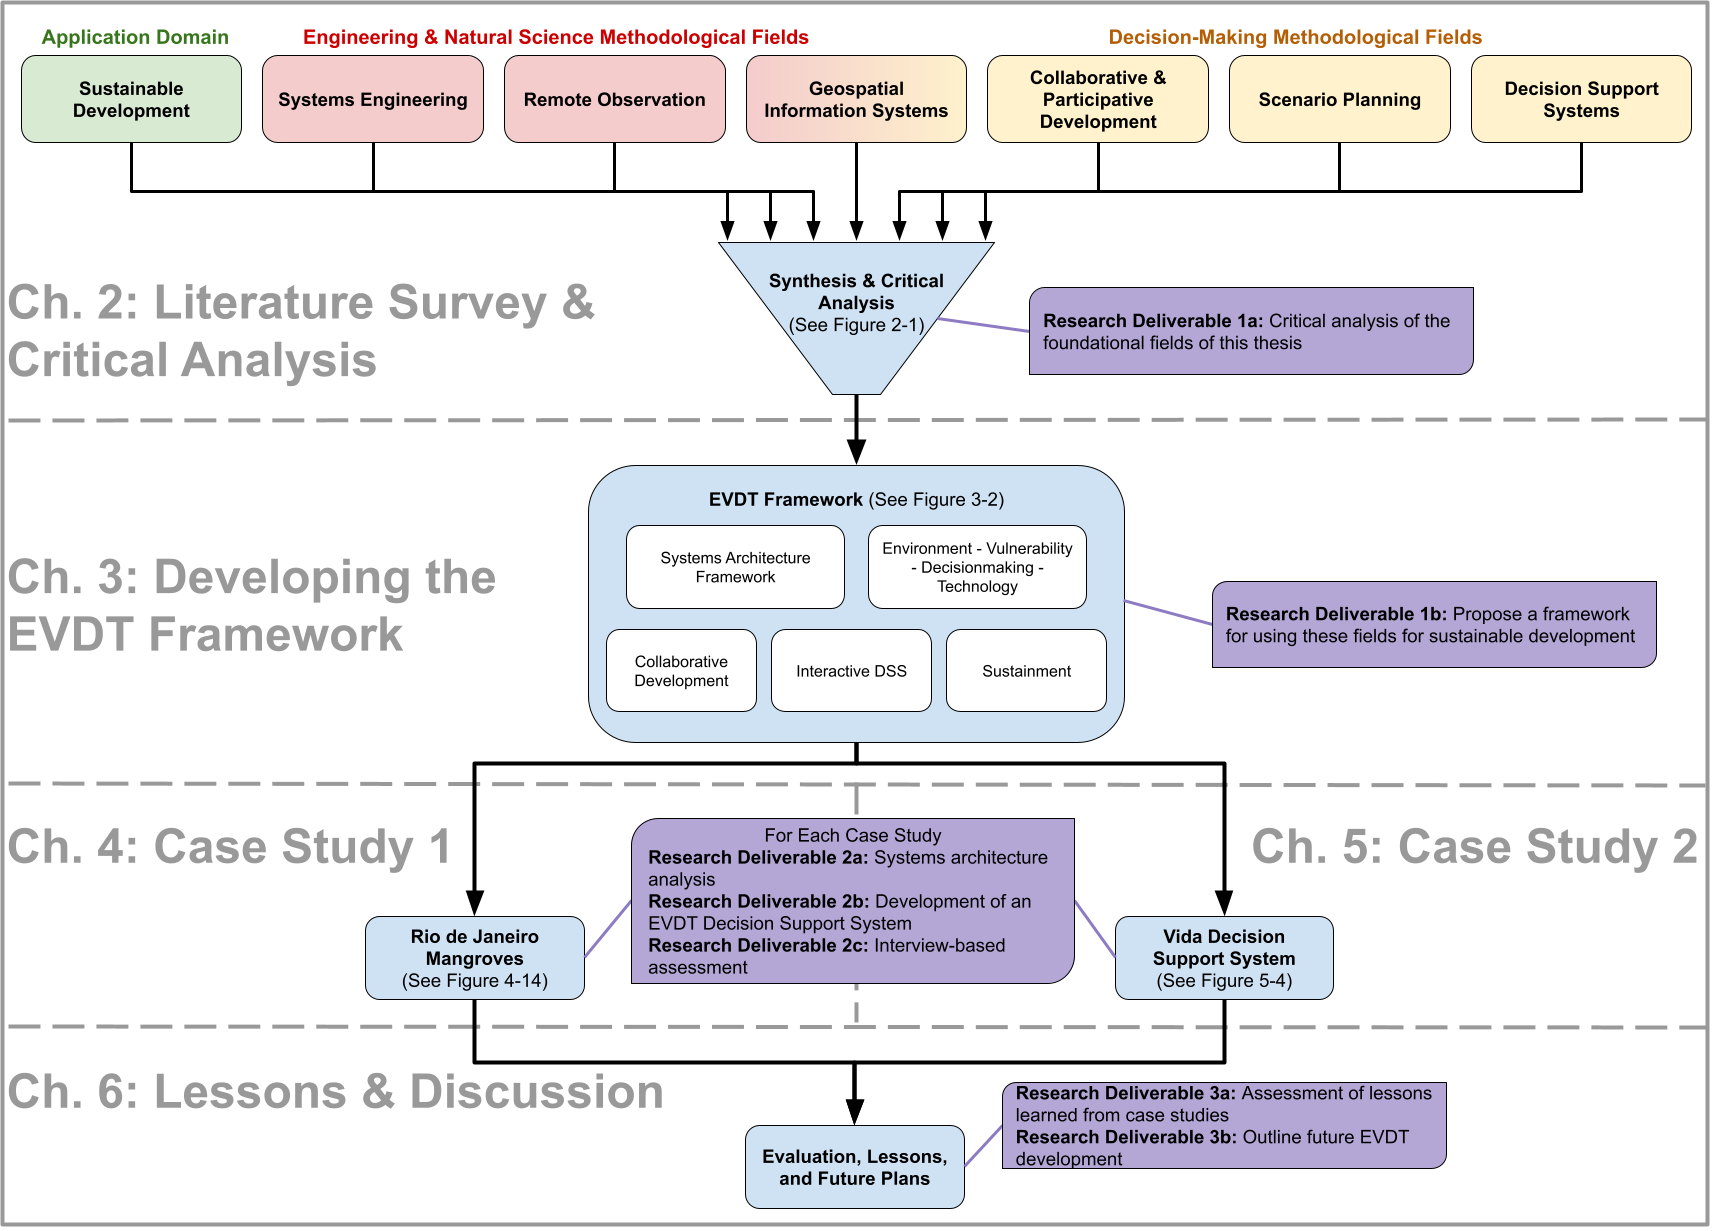 Application Domain
Engineering & Natural Science Methodological Fields
Decision-Making Methodological Fields
Sustainable
Development
Systems Engineering
Remote Observation
Geospatial
Information Systems
Collaborative &
Participative
Development
Scenario Planning
Decision Support
Systems
Synthesis & Critical
Analysis
(See Figure 2-1)
Research Deliverable 1a: Critical analysis of the
foundational fields of this thesis
Ch. 2: Literature Survey &
Critical Analysis
EVDT Framework (See Figure 3-2)
Systems Architecture
Framework
Environment - Vulnerability
- Decisionmaking -
Technology
Collaborative
Development
Interactive DSS
Sustainment
Ch. 3: Developing the
EVDT Framework
Research Deliverable 1b: Propose a framework
for using these fields for sustainable development
Ch. 4: Case Study 1
For Each Case Study
Research Deliverable 2a: Systems architecture
analysis
Research Deliverable 2b: Development of an
EVDT Decision Support System
Research Deliverable 2c: Interview-based
assessment
Ch. 5: Case Study 2
Rio de Janeiro
Mangroves
(See Figure 4-14)
Vida Decision
Support System
(See Figure 5-4)
Ch. 6: Lessons & Discussion
Research Deliverable 3a: Assessment of lessons
learned from case studies
Research Deliverable 3b: Outline future EVDT
development
Evaluation, Lessons,
and Future Plans